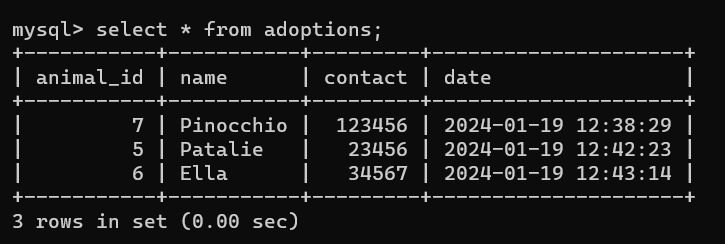 mysql> select * from adoptions;
+-----------+-----------+---------+---------------------+
| animal_id | name      | contact | date                |
+-----------+-----------+---------+---------------------+
|         7 | Pinocchio |  123456 | 2024-01-19 12:38:29 |
|         5 | Patalie   |   23456 | 2024-01-19 12:42:23 |
|         6 | Ella      |   34567 | 2024-01-19 12:43:14 |
+-----------+-----------+---------+---------------------+
3 rows in set (0.00 sec)